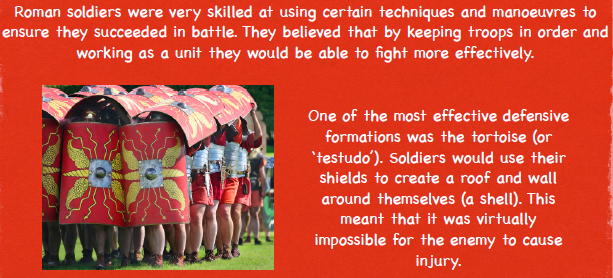 Roman soldiers were very skilled at using certain techniques and manoeuvres to
ensure they succeeded in battle. They believed that by keeping troops in order and
working as a unit they would be able to fight more effectively.
One of the most effective defensive
formations was the tortoise (or
‘testudo’). Soldiers would use their
shields to create a roof and wall
around themselves (a shell). This
meant that it was virtually
impossible for the enemy to cause
injury.